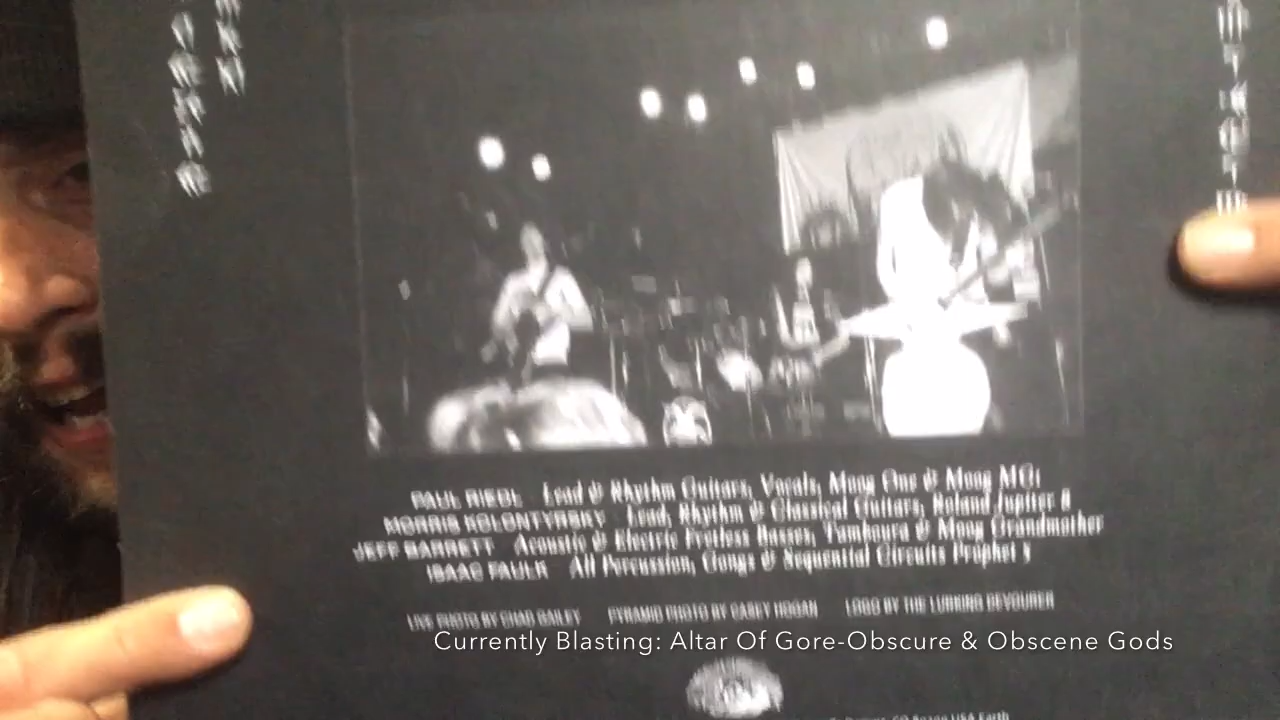 PAUL RIEDL Lead & Rhythm Guitars, Vocals, Moog One & Moog MG1
MORRIS KOLONTYRSKY Lead, Rhythm & Classical Guitars, Roland Jupiter 8
JEFF BARRETT Acoustic & Electric Fretless Basses, Tamboura & Moog Grandmother
ISAAC FAULK All Percussion, Gongs & Sequential Circuits Prophet 5
LIVE PHOTO BY CHAD BAILEY PYRAMID PHOTO BY CASEY HOGAN LOGO BY THE LURKING DEVOURER
Currently Blasting: Altar Of Gore-Obscure & Obscene Gods
USA Earth